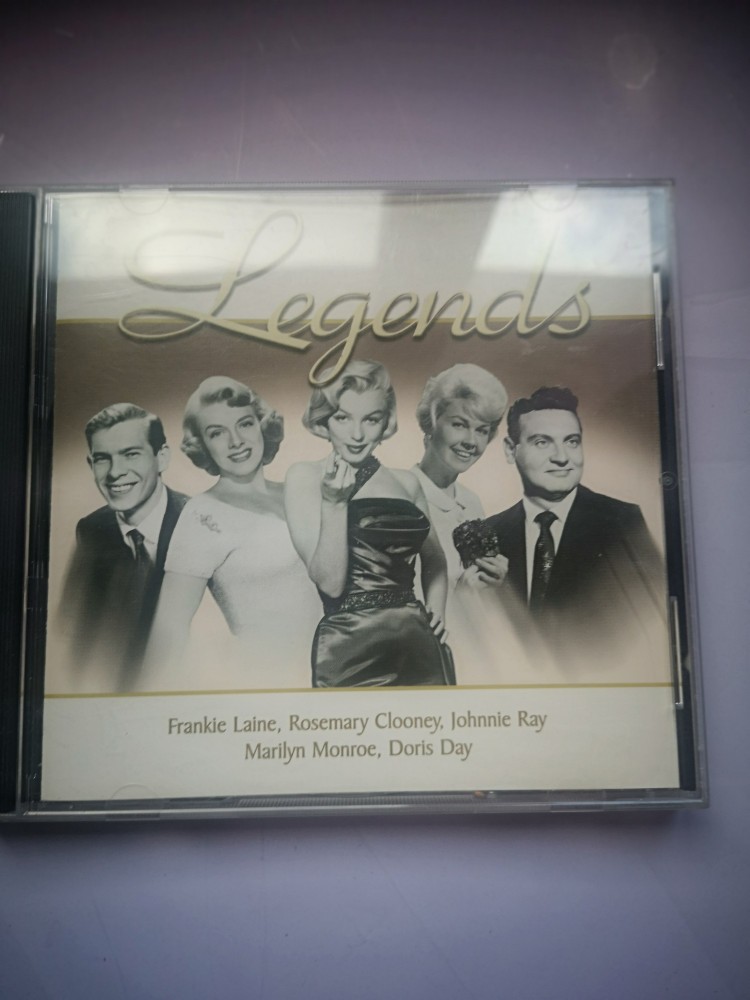 Legends
Frankie Laine, Rosemary Clooney, Johnnie Ray
Marilyn Monroe, Doris Day